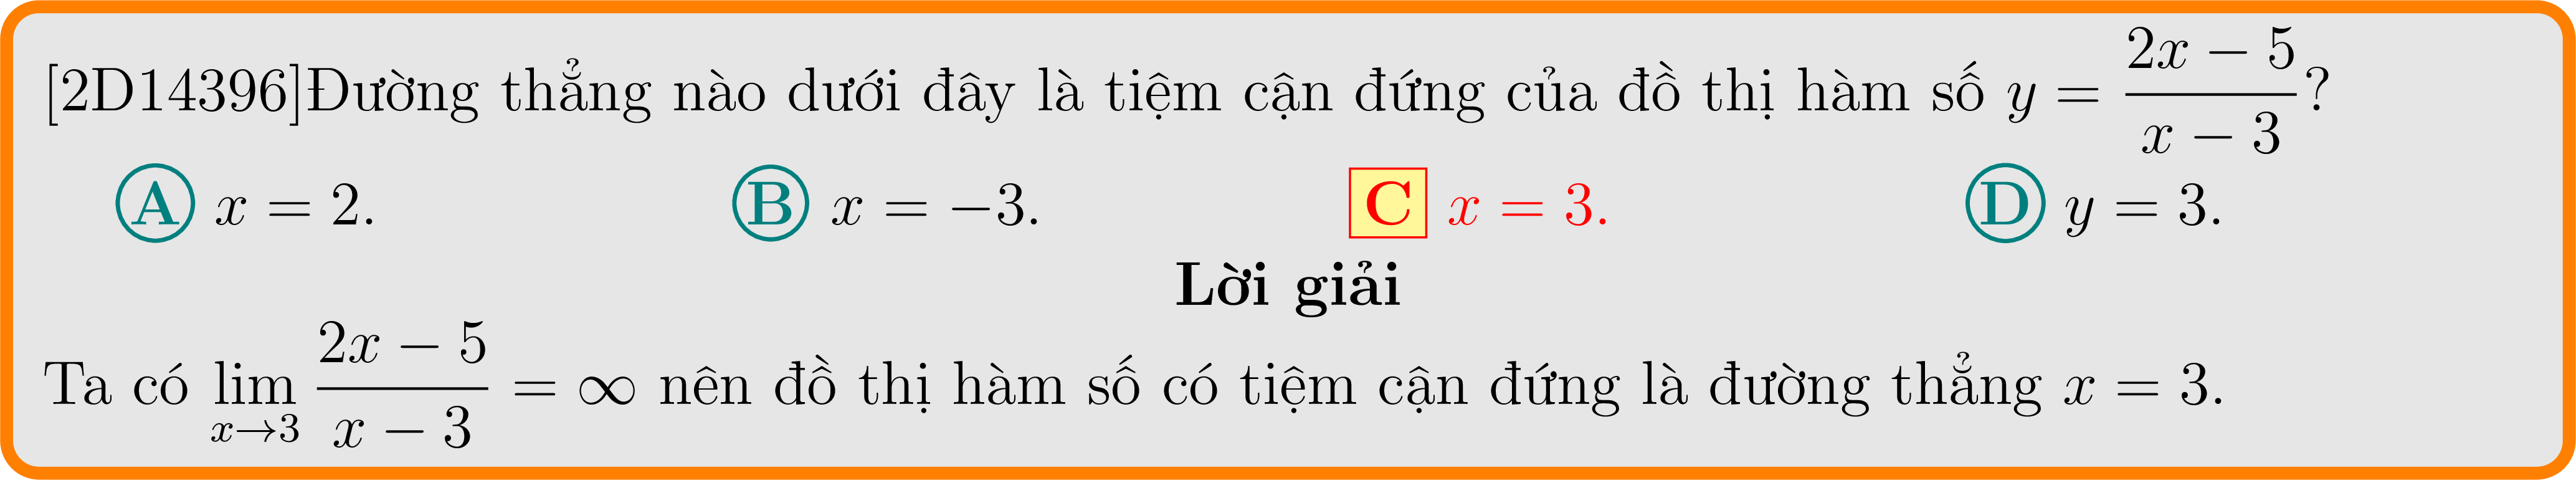 [2D14396]Đường thẳng nào dưới đây là tiệm cận đứng của đồ thị hàm số $y = \dfrac{2x - 5}{x - 3}$?
A x = 2. B x = −3. C x = 3. D y = 3.
Lời giải
Ta có $\lim\limits_{x \to 3} \dfrac{2x - 5}{x - 3} = \infty$ nên đồ thị hàm số có tiệm cận đứng là đường thẳng x = 3.